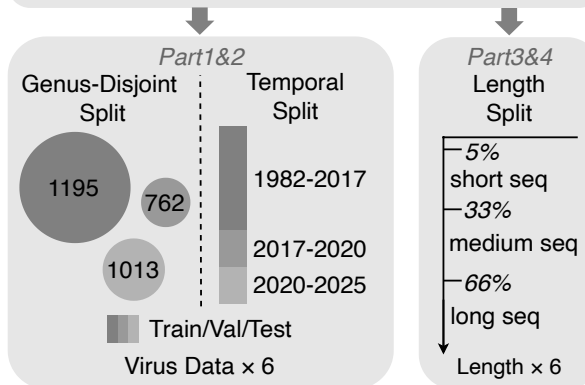 Part1&2
Genus-Disjoint
Split
1195
762
1013
Temporal
Split
1982-2017
2017-2020
2020-2025
Train/Val/Test
Virus Data × 6
Part3&4
Length
Split
5%
short seq
33%
medium seq
66%
long seq
Length × 6